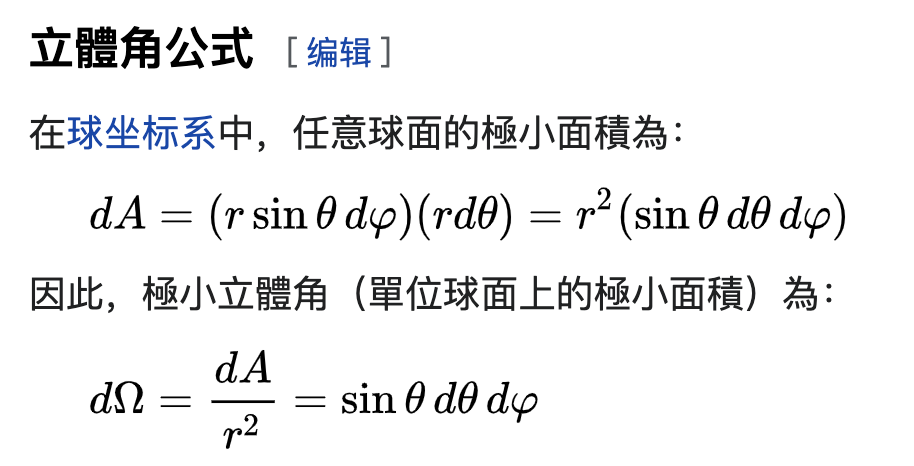 立體角公式 [编辑]
在球坐标系中，任意球面的極小面積為：
dA = (r sin θ dφ)(rdθ) = r²(sin θ dθ dφ)
因此，極小立體角（單位球面上的極小面積）為：
dΩ = dA/r² = sin θ dθ dφ